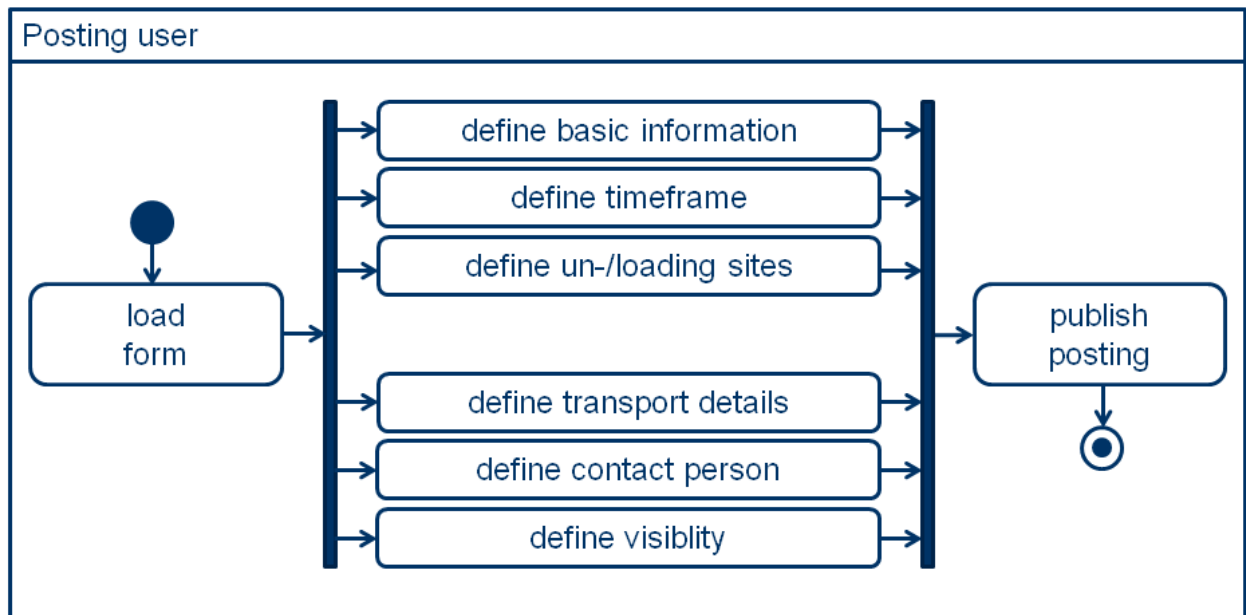 Posting user
define basic information
define timeframe
define un-/loading sites
load
form
publish
posting
define transport details
define contact person
define visiblity